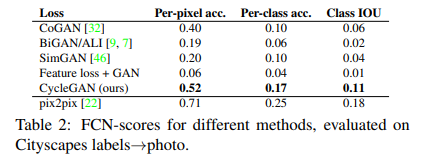 Loss Per-pixel acc. Per-class acc. Class IOU
CoGAN [32] 0.40 0.10 0.06
BiGAN/ALI [9, 7] 0.19 0.06 0.02
SimGAN [46] 0.20 0.10 0.04
Feature loss + GAN 0.06 0.04 0.01
CycleGAN (ours) 0.52 0.17 0.11
pix2pix [22] 0.71 0.25 0.18
Table 2: FCN-scores for different methods, evaluated on
Cityscapes labels→photo.